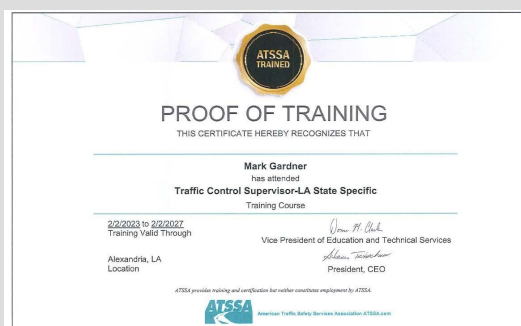 ATSSA
TRAINED
PROOF OF TRAINING
THIS CERTIFICATE HEREBY RECOGNIZES THAT
Mark Gardner
has attended
Traffic Control Supervisor-LA State Specific
Training Course
2/2/2023 to 2/2/2027
Training Valid Through
Vice President of Education and Technical Services
Alexandria, LA
Location
President, CEO
ATSSA provides training and certification but neither constitutes employment by ATSSA.
ATSSA
American Traffic Safety Services Association ATSSA.com